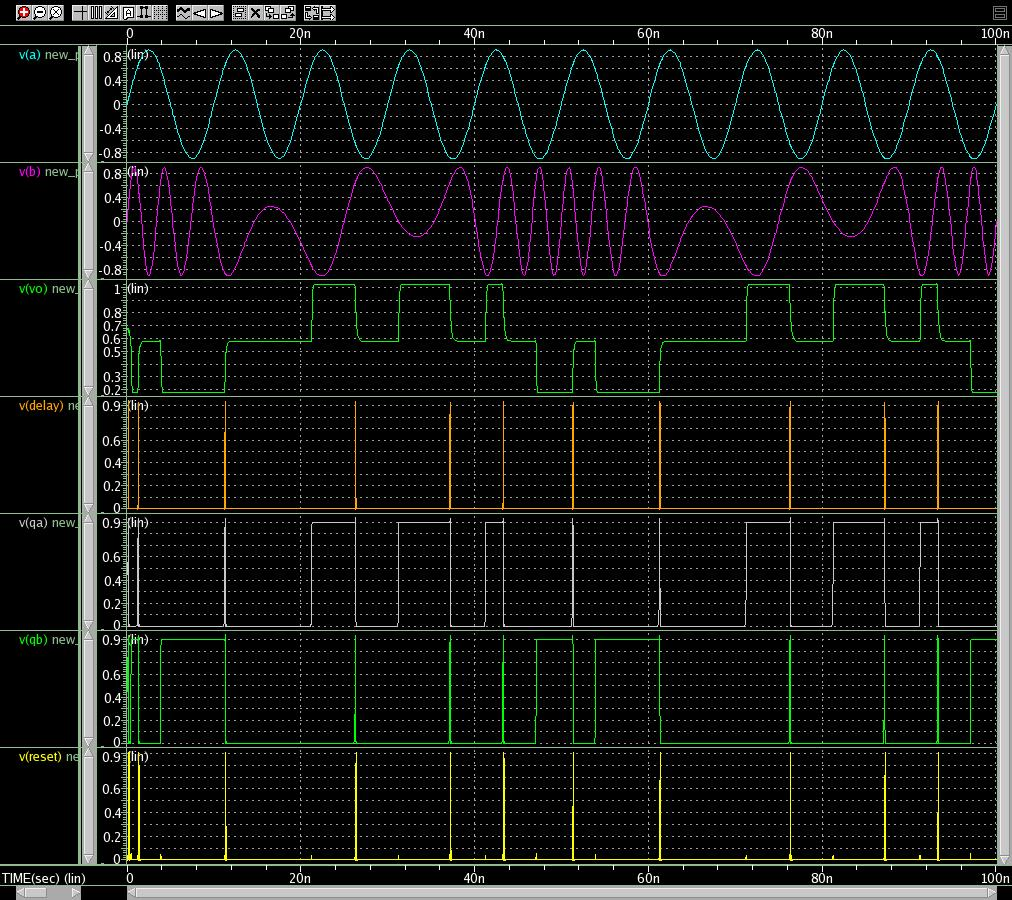 0 20n 40n 60n 80n 100n
v(a) new_p
(lin)
0.8
0.4
0
-0.4
-0.8
v(b) new_p
(lin)
0.8
0.4
0
-0.4
-0.8
v(vo) new_
1 (lin)
0.8
0.7
0.6
0.5
0.3
0.2
v(delay) ne
0.9 (lin)
0.6
0.4
0.2
0
v(qa) new_
0.9 (lin)
0.6
0.4
0.2
0
v(qb) new_
0.9 (lin)
0.6
0.4
0.2
0
v(reset) ne
0.9 (lin)
0.6
0.4
0.2
0
TIME(sec) (lin) 0 20n 40n 60n 80n 100n